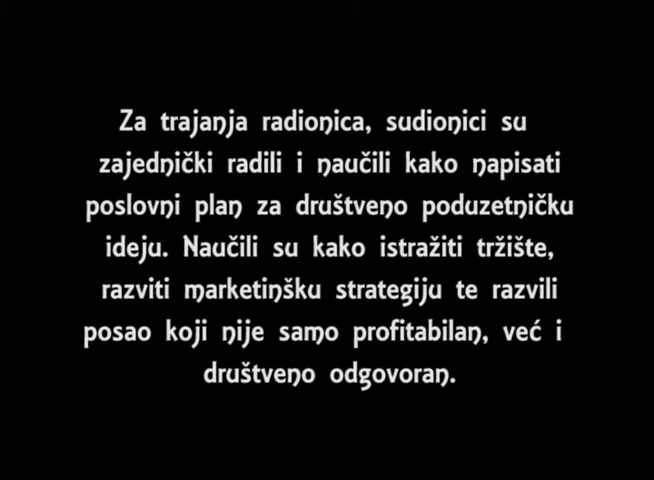 Za trajanja radionica, sudionici su
zajednički radili i naučili kako napisati
poslovni plan za društveno poduzetničku
ideju. Naučili su kako istražiti tržište,
razviti marketinšku strategiju te razvili
posao koji nije samo profitabilan, već i
društveno odgovoran.